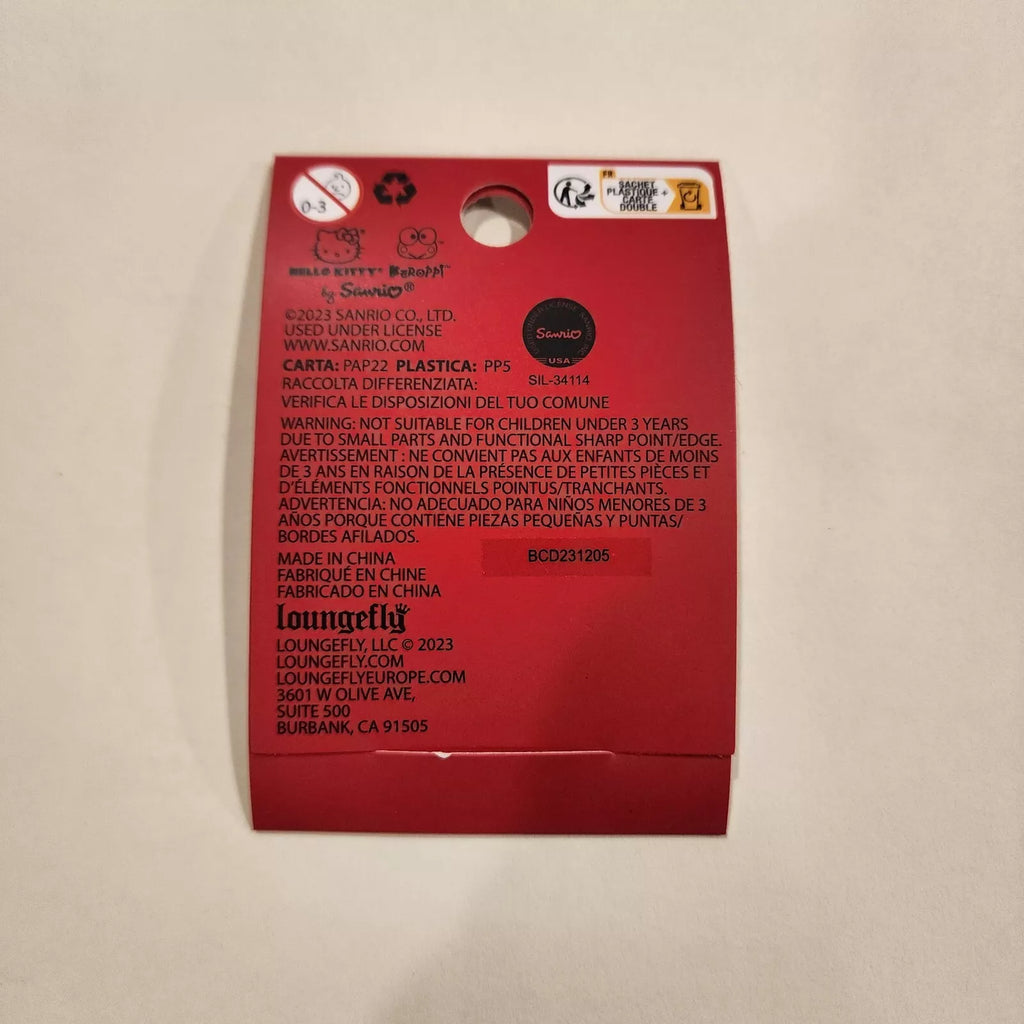 0-3
FR
SACHET
PLASTIQUE +
CARTE
DOUBLE
HELLO KITTY® KEROPPI™
by Sanrio®
©2023 SANRIO CO., LTD.
USED UNDER LICENSE
WWW.SANRIO.COM
Sanrio
USA
SIL-34114
CARTA: PAP22 PLASTICA: PP5
RACCOLTA DIFFERENZIATA:
VERIFICA LE DISPOSIZIONI DEL TUO COMUNE
WARNING: NOT SUITABLE FOR CHILDREN UNDER 3 YEARS
DUE TO SMALL PARTS AND FUNCTIONAL SHARP POINT/EDGE.
AVERTISSEMENT : NE CONVIENT PAS AUX ENFANTS DE MOINS
DE 3 ANS EN RAISON DE LA PRÉSENCE DE PETITES PIÈCES ET
D'ÉLÉMENTS FONCTIONNELS POINTUS/TRANCHANTS.
ADVERTENCIA: NO ADECUADO PARA NIÑOS MENORES DE 3
AÑOS PORQUE CONTIENE PIEZAS PEQUEÑAS Y PUNTAS/
BORDES AFILADOS.
BCD231205
MADE IN CHINA
FABRIQUÉ EN CHINE
FABRICADO EN CHINA
loungefly
LOUNGEFLY, LLC © 2023
LOUNGEFLY.COM
LOUNGEFLYEUROPE.COM
3601 W OLIVE AVE,
SUITE 500
BURBANK, CA 91505